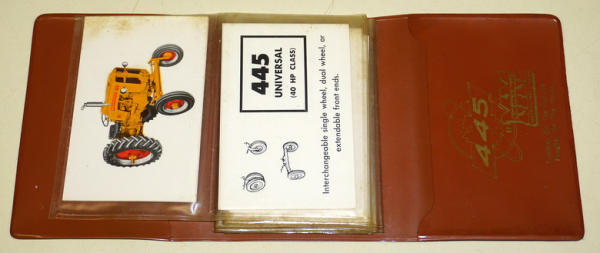 445
UNIVERSAL
(40 HP CLASS)
Interchangeable single wheel, dual wheel, or
extendable front ends.
445